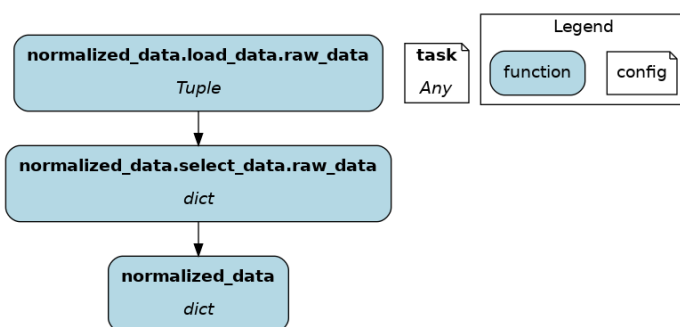 normalized_data.load_data.raw_data
Tuple
task
Any
Legend
function
config
normalized_data.select_data.raw_data
dict
normalized_data
dict